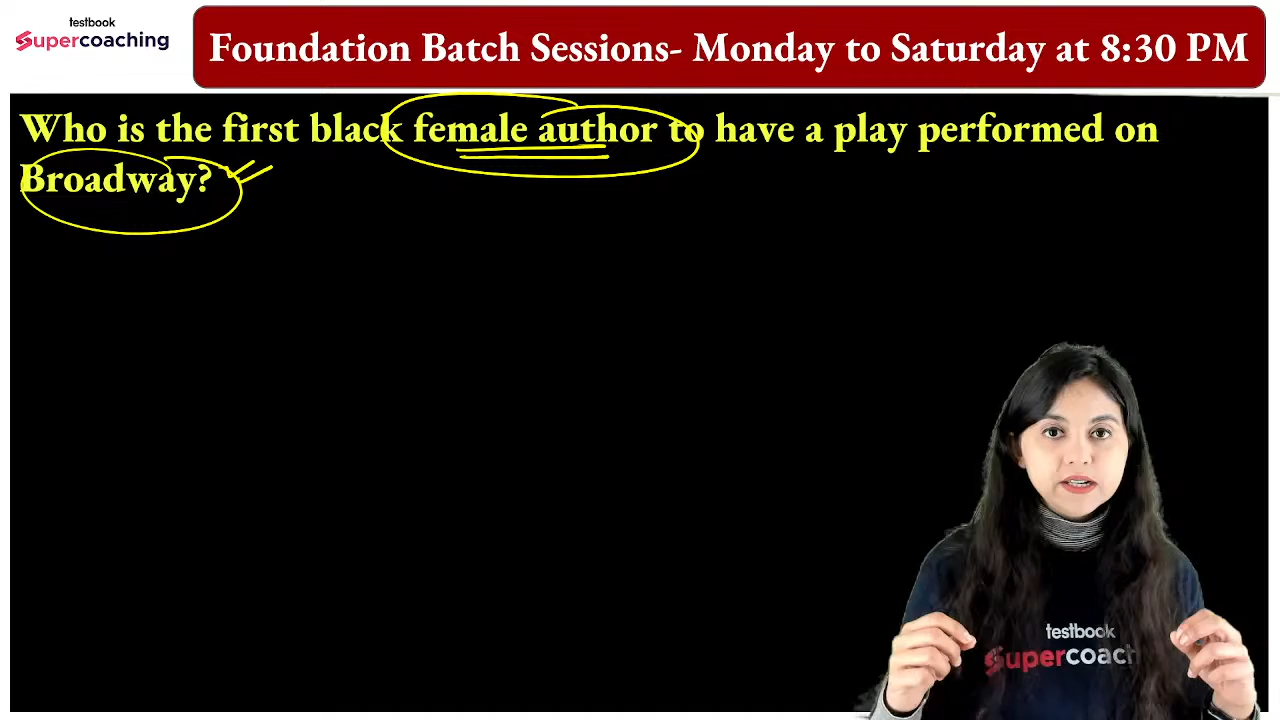 testbook
Supercoaching
Foundation Batch Sessions- Monday to Saturday at 8:30 PM
Who is the first black female author to have a play performed on
Broadway?
testbook
Supercoach